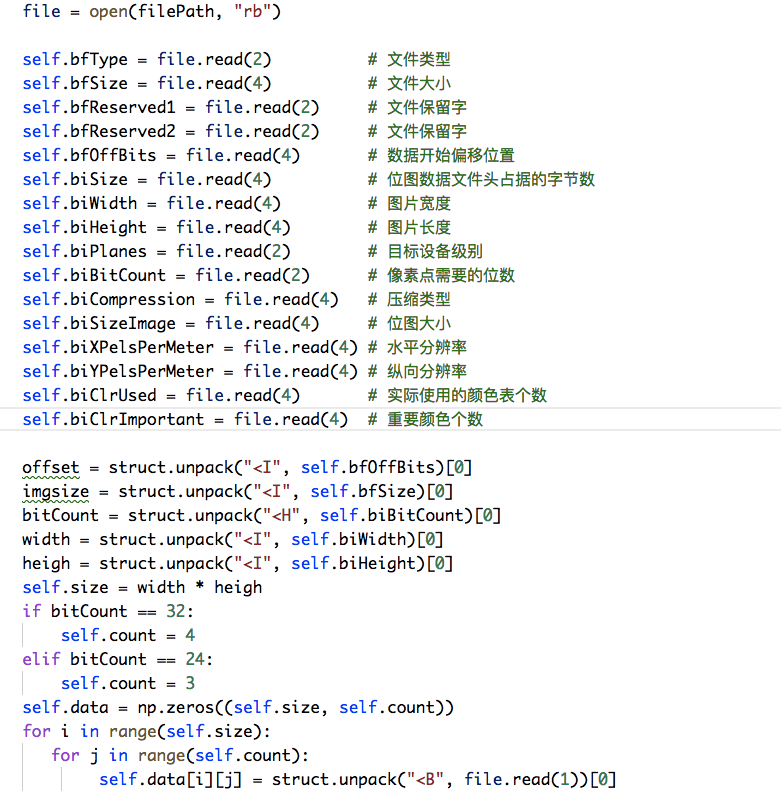 file = open(filePath, "rb")
self.bfType = file.read(2) # 文件类型
self.bfSize = file.read(4) # 文件大小
self.bfReserved1 = file.read(2) # 文件保留字
self.bfReserved2 = file.read(2) # 文件保留字
self.bfOffBits = file.read(4) # 数据开始偏移位置
self.biSize = file.read(4) # 位图数据文件头占据的字节数
self.biWidth = file.read(4) # 图片宽度
self.biHeight = file.read(4) # 图片长度
self.biPlanes = file.read(2) # 目标设备级别
self.biBitCount = file.read(2) # 像素点需要的位数
self.biCompression = file.read(4) # 压缩类型
self.biSizeImage = file.read(4) # 位图大小
self.biXPelsPerMeter = file.read(4) # 水平分辨率
self.biYPelsPerMeter = file.read(4) # 纵向分辨率
self.biClrUsed = file.read(4) # 实际使用的颜色表个数
self.biClrImportant = file.read(4) # 重要颜色个数
offset = struct.unpack("<I", self.bfOffBits)[0]
imgsize = struct.unpack("<I", self.bfSize)[0]
bitCount = struct.unpack("<H", self.biBitCount)[0]
width = struct.unpack("<I", self.biWidth)[0]
heigh = struct.unpack("<I", self.biHeight)[0]
self.size = width * heigh
if bitCount == 32:
    self.count = 4
elif bitCount == 24:
    self.count = 3
self.data = np.zeros((self.size, self.count))
for i in range(self.size):
    for j in range(self.count):
        self.data[i][j] = struct.unpack("<B", file.read(1))[0]